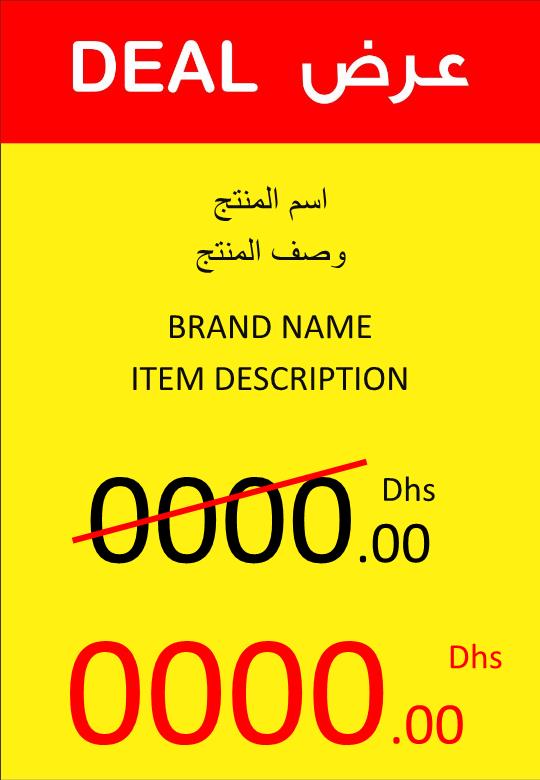 DEAL عرض
اسم المنتج
وصف المنتج
BRAND NAME
ITEM DESCRIPTION
0000.00 Dhs
0000.00 Dhs